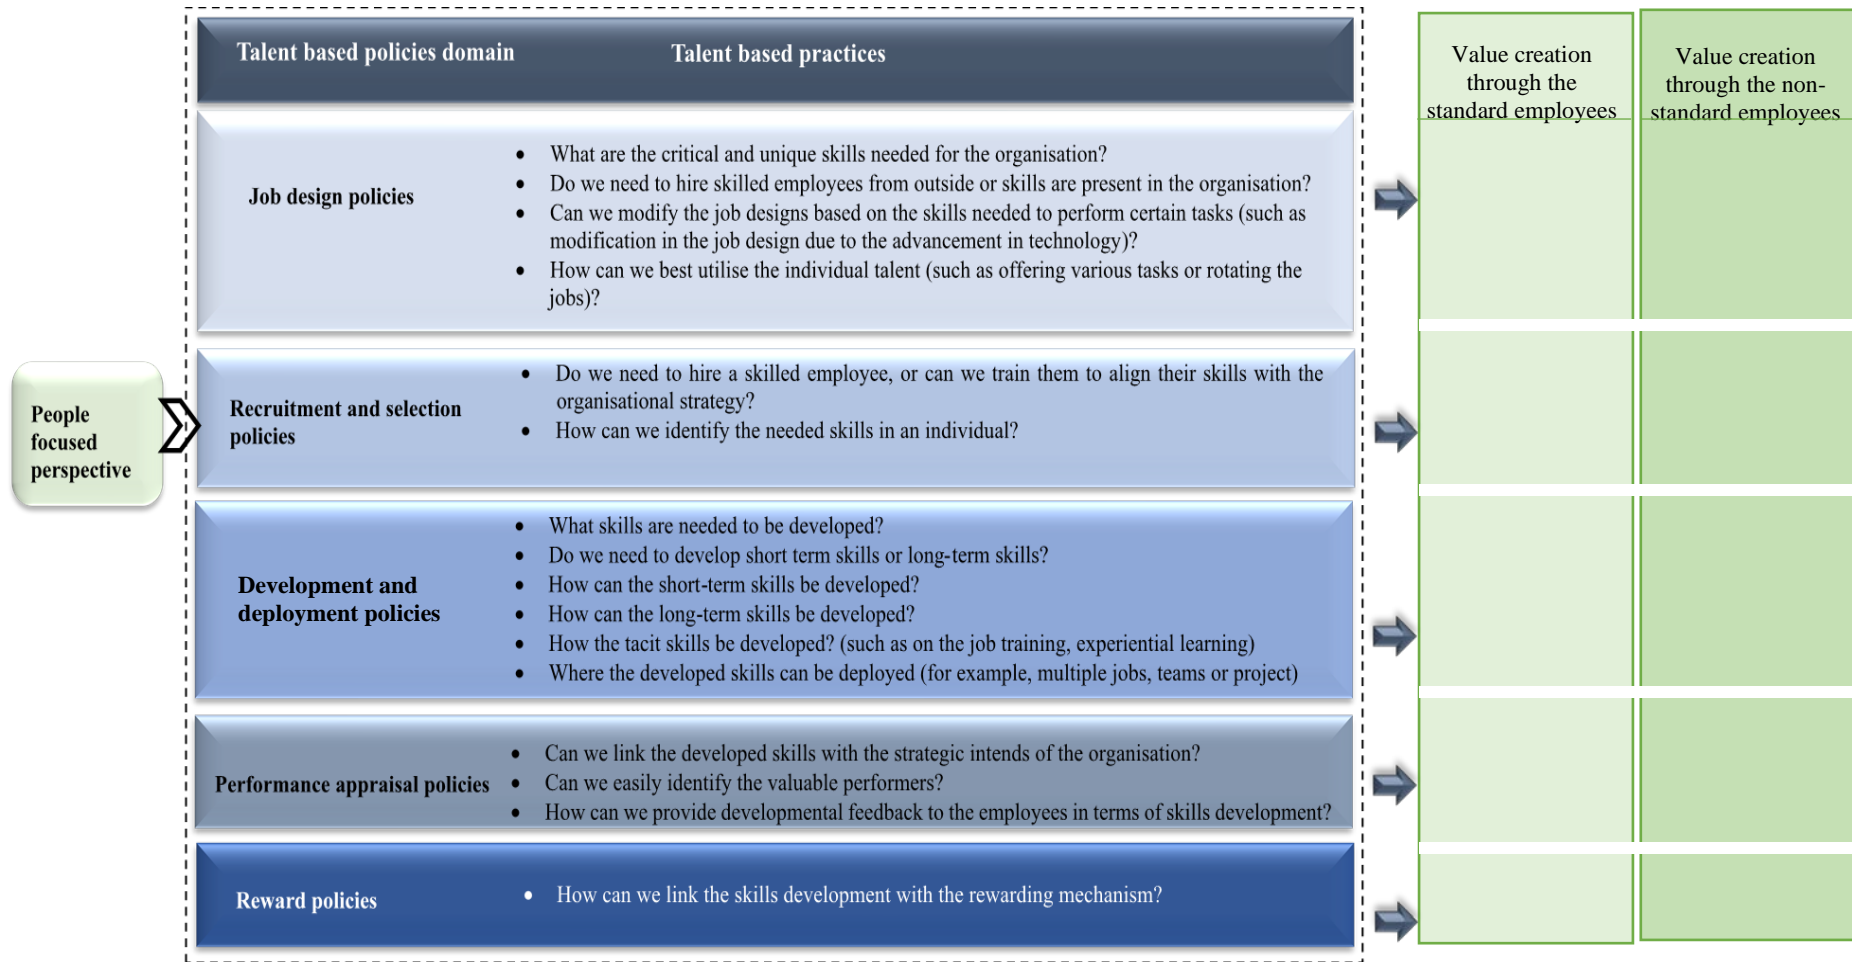 Talent based policies domain
Talent based practices
Value creation
through the
standard employees
Value creation
through the non-
standard employees
Job design policies
• What are the critical and unique skills needed for the organisation?
• Do we need to hire skilled employees from outside or skills are present in the organisation?
• Can we modify the job designs based on the skills needed to perform certain tasks (such as
modification in the job design due to the advancement in technology)?
• How can we best utilise the individual talent (such as offering various tasks or rotating the
jobs)?
People
focused
perspective
Recruitment and selection
policies
• Do we need to hire a skilled employee, or can we train them to align their skills with the
organisational strategy?
• How can we identify the needed skills in an individual?
Development and
deployment policies
• What skills are needed to be developed?
• Do we need to develop short term skills or long-term skills?
• How can the short-term skills be developed?
• How can the long-term skills be developed?
• How the tacit skills be developed? (such as on the job training, experiential learning)
• Where the developed skills can be deployed (for example, multiple jobs, teams or project)
Performance appraisal policies
• Can we link the developed skills with the strategic intends of the organisation?
• Can we easily identify the valuable performers?
• How can we provide developmental feedback to the employees in terms of skills development?
Reward policies
• How can we link the skills development with the rewarding mechanism?